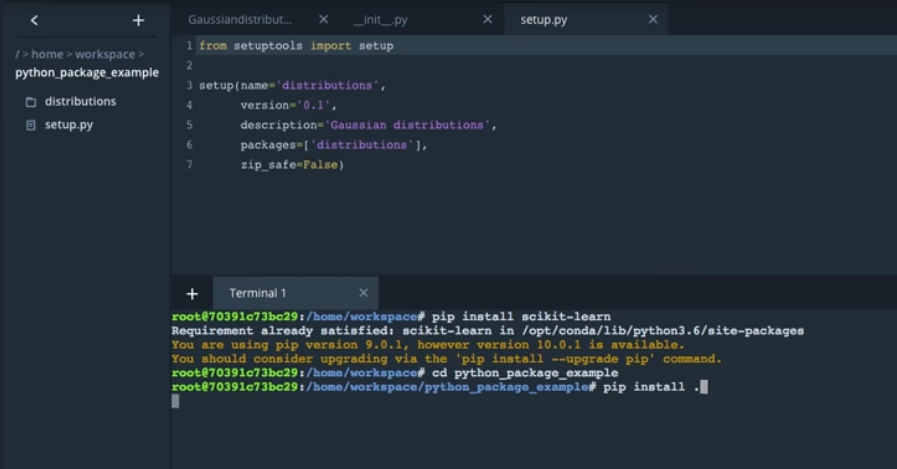 Gaussiandistribut...
__init__.py
setup.py
/ > home > workspace >
python_package_example
distributions
setup.py
1 from setuptools import setup
2
3 setup(name='distributions',
4       version='0.1',
5       description='Gaussian distributions',
6       packages=['distributions'],
7       zip_safe=False)
Terminal 1
root@70391c73bc29:/home/workspace# pip install scikit-learn
Requirement already satisfied: scikit-learn in /opt/conda/lib/python3.6/site-packages
You are using pip version 9.0.1, however version 10.0.1 is available.
You should consider upgrading via the 'pip install --upgrade pip' command.
root@70391c73bc29:/home/workspace# cd python_package_example
root@70391c73bc29:/home/workspace/python_package_example# pip install .